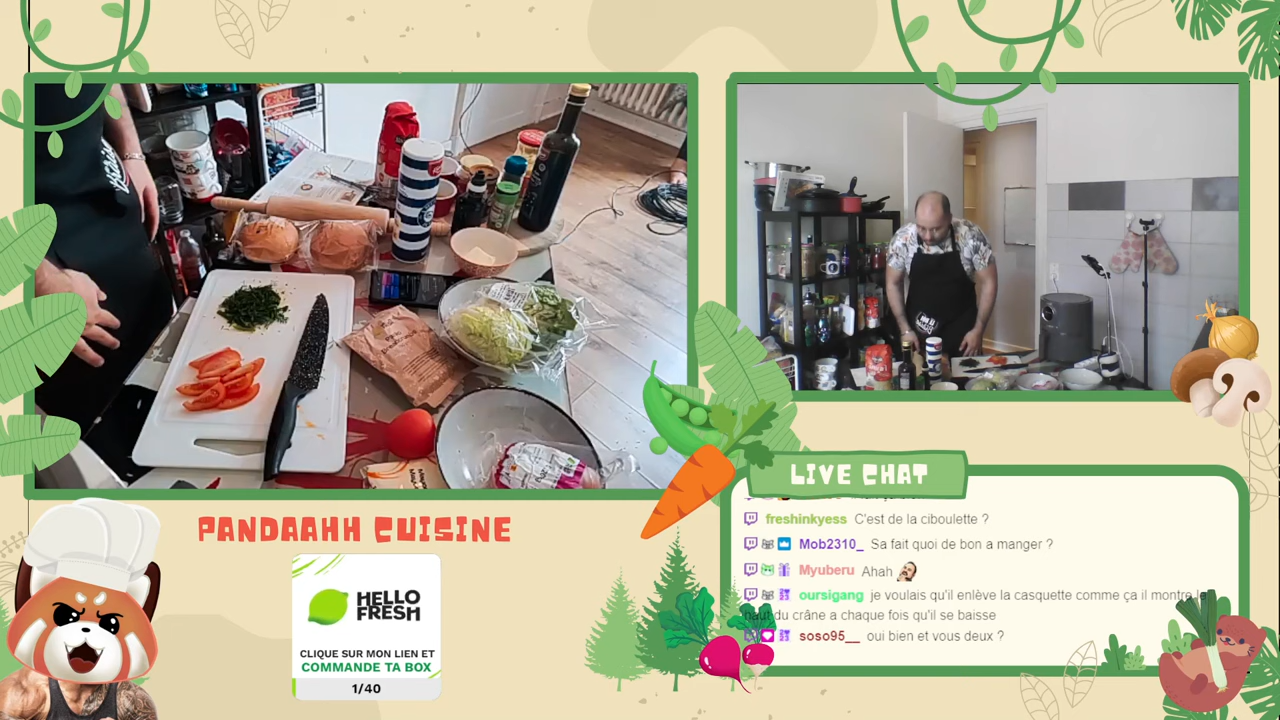 PANDAAHH CUISINE
HELLO
FRESH
CLIQUE SUR MON LIEN ET
COMMANDE TA BOX
1/40
LIVE CHAT
freshinkyess C'est de la ciboulette ?
Mob2310_ Sa fait quoi de bon a manger ?
Myuberu Ahah
oursigang je voulais qu'il enlève la casquette comme ça il montre le
haut du crâne a chaque fois qu'il se baisse
soso95__ oui bien et vous deux ?